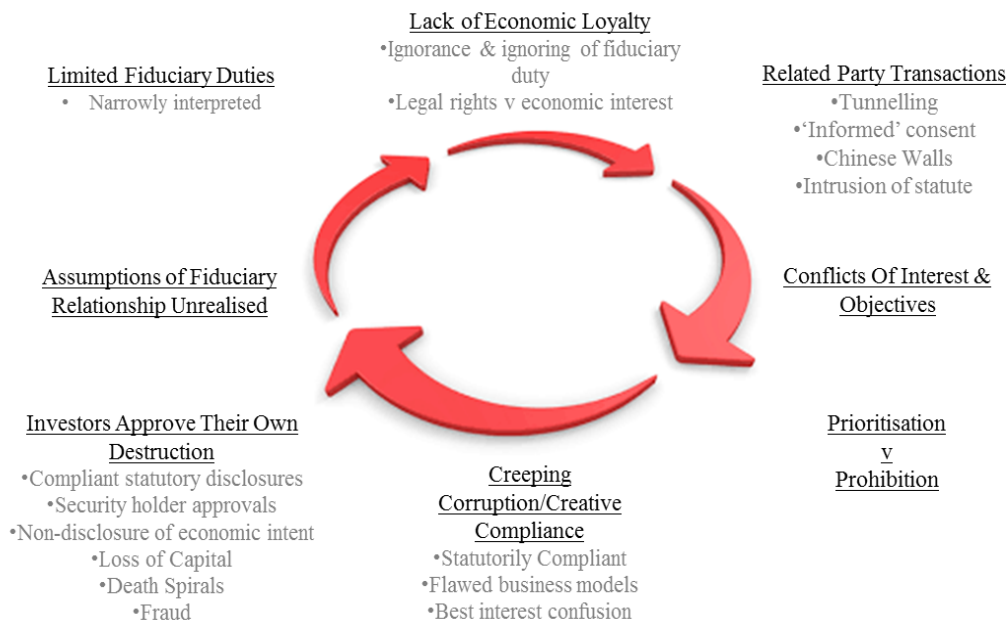 Lack of Economic Loyalty
•Ignorance & ignoring of fiduciary
duty
•Legal rights v economic interest
Limited Fiduciary Duties
• Narrowly interpreted
Related Party Transactions
•Tunnelling
•‘Informed’ consent
•Chinese Walls
•Intrusion of statute
Assumptions of Fiduciary
Relationship Unrealised
Conflicts Of Interest &
Objectives
Investors Approve Their Own
Destruction
•Compliant statutory disclosures
•Security holder approvals
•Non-disclosure of economic intent
•Loss of Capital
•Death Spirals
•Fraud
Creeping
Corruption/Creative
Compliance
•Statutorily Compliant
•Flawed business models
•Best interest confusion
Prioritisation
v
Prohibition